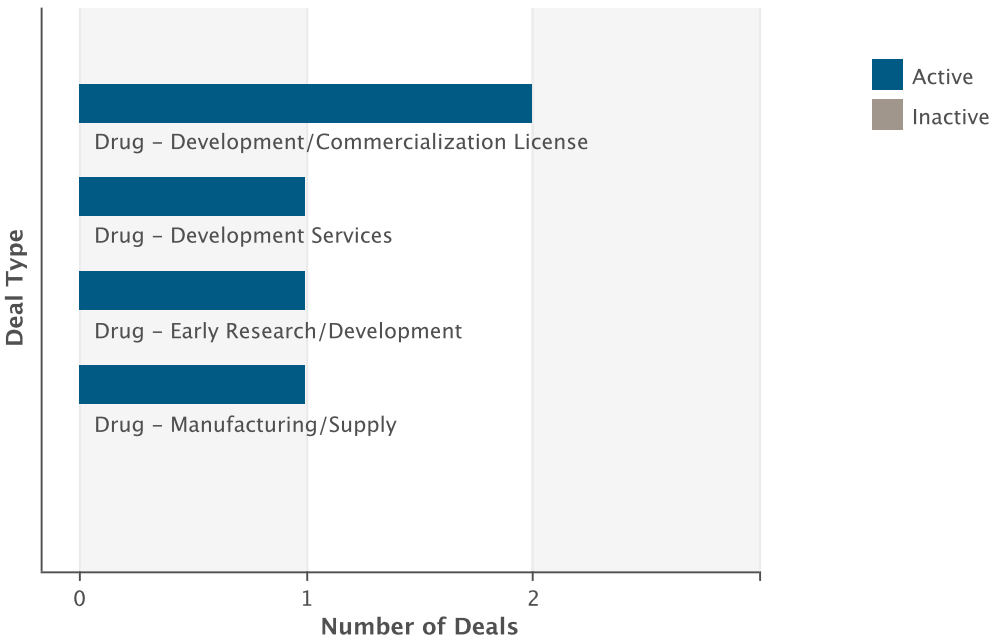 Active
Inactive
Drug – Development/Commercialization License
Drug – Development Services
Drug – Early Research/Development
Drug – Manufacturing/Supply
Deal Type
0 1 2
Number of Deals